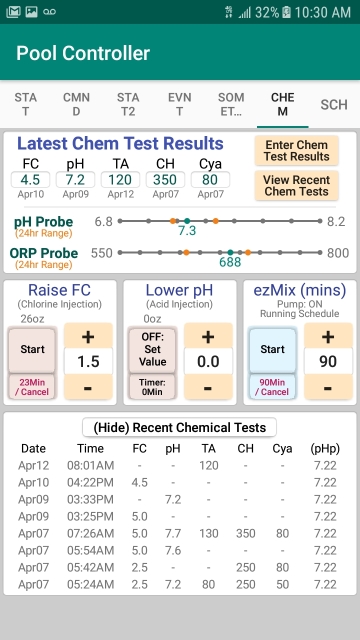 32% 10:30 AM
Pool Controller
STA CMN STA EVN SOM CHE SCH
T D T2 T ET... M
Latest Chem Test Results
FC pH TA CH Cya
4.5 7.2 120 350 80
Apr10 Apr09 Apr12 Apr07 Apr07
Enter Chem
Test Results
View Recent
Chem Tests
pH Probe 6.8 8.2
(24hr Range) 7.3
ORP Probe 550 800
(24hr Range) 688
Raise FC
(Chlorine Injection)
26oz
Start
+
1.5
-
23Min
/ Cancel
Lower pH
(Acid Injection)
0oz
OFF:
Set
Value
+
0.0
-
Timer:
0Min
ezMix (mins)
Pump: ON
Running Schedule
Start
+
90
-
90Min
/ Cancel
(Hide) Recent Chemical Tests
Date Time FC pH TA CH Cya (pHp)
Apr12 08:01AM - - 120 - - 7.22
Apr10 04:22PM 4.5 - - - - 7.22
Apr09 03:33PM - 7.2 - - - 7.22
Apr09 03:25PM 5.0 - - - - 7.22
Apr07 07:26AM 5.0 7.7 130 350 80 7.22
Apr07 05:54AM 5.0 7.6 - - - 7.22
Apr07 05:42AM 2.5 - - 250 80 7.22
Apr07 05:24AM 2.5 7.2 80 250 50 7.22